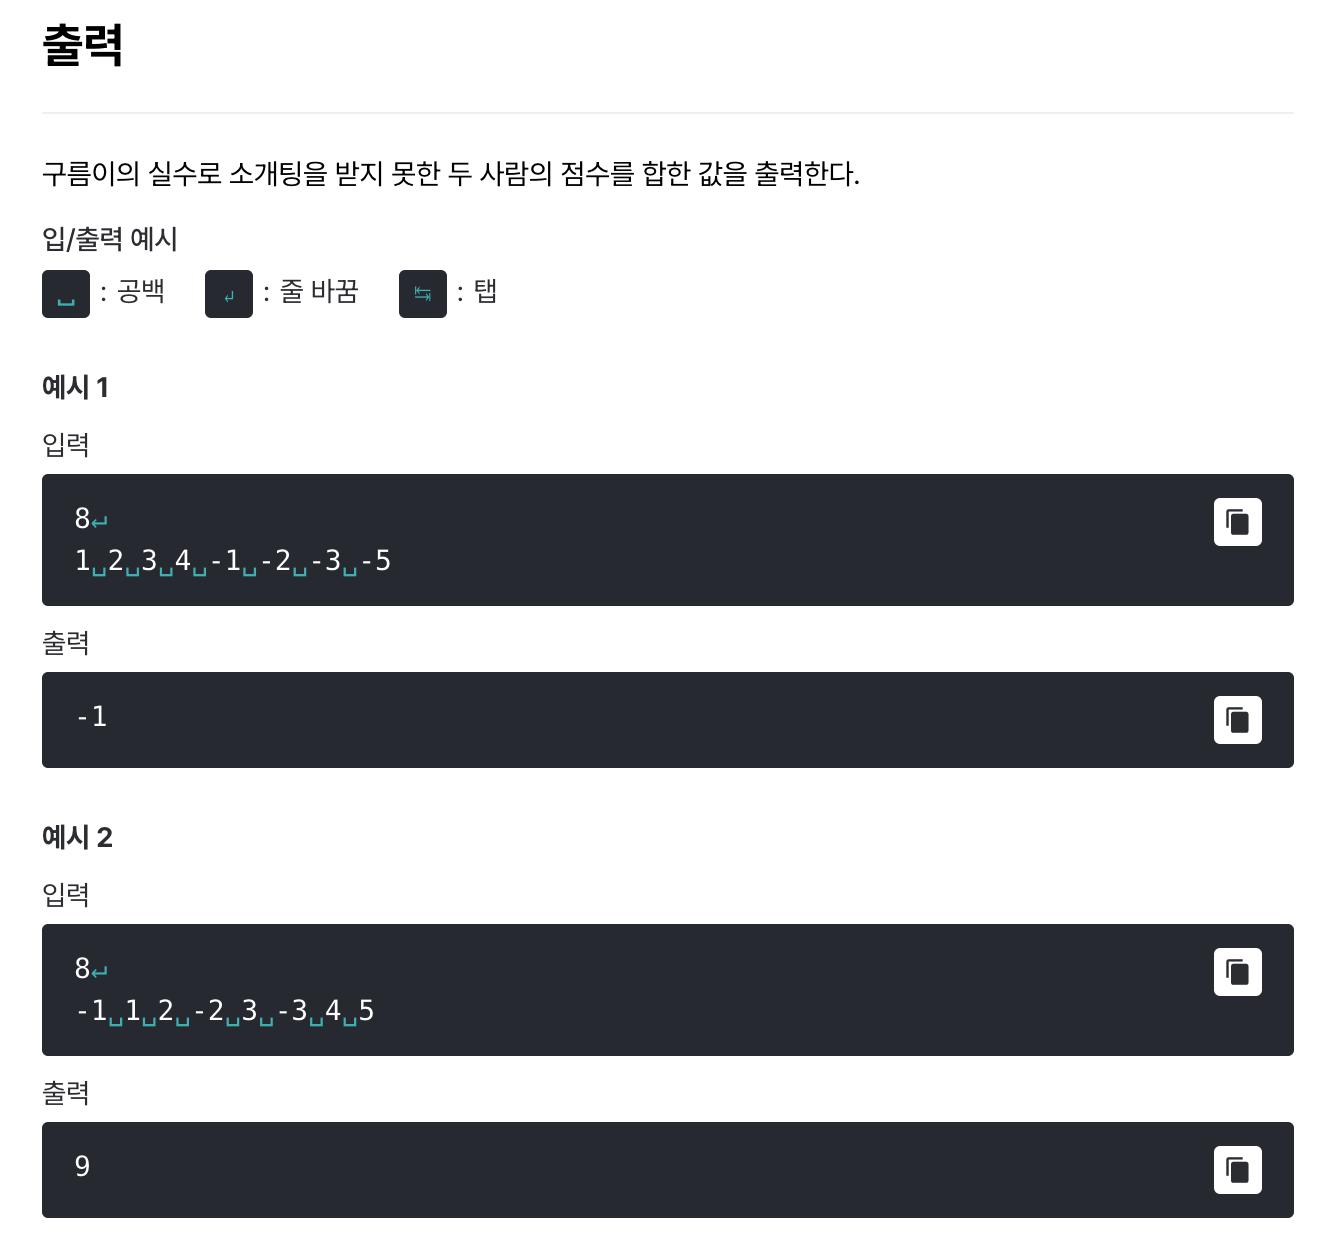 출력
구름이의 실수로 소개팅을 받지 못한 두 사람의 점수를 합한 값을 출력한다.
입/출력 예시
␣ : 공백 ↵ : 줄 바꿈 ↹ : 탭
예시 1
입력
8↵
1␣2␣3␣4␣-1␣-2␣-3␣-5
출력
-1
예시 2
입력
8↵
-1␣1␣2␣-2␣3␣-3␣4␣5
출력
9